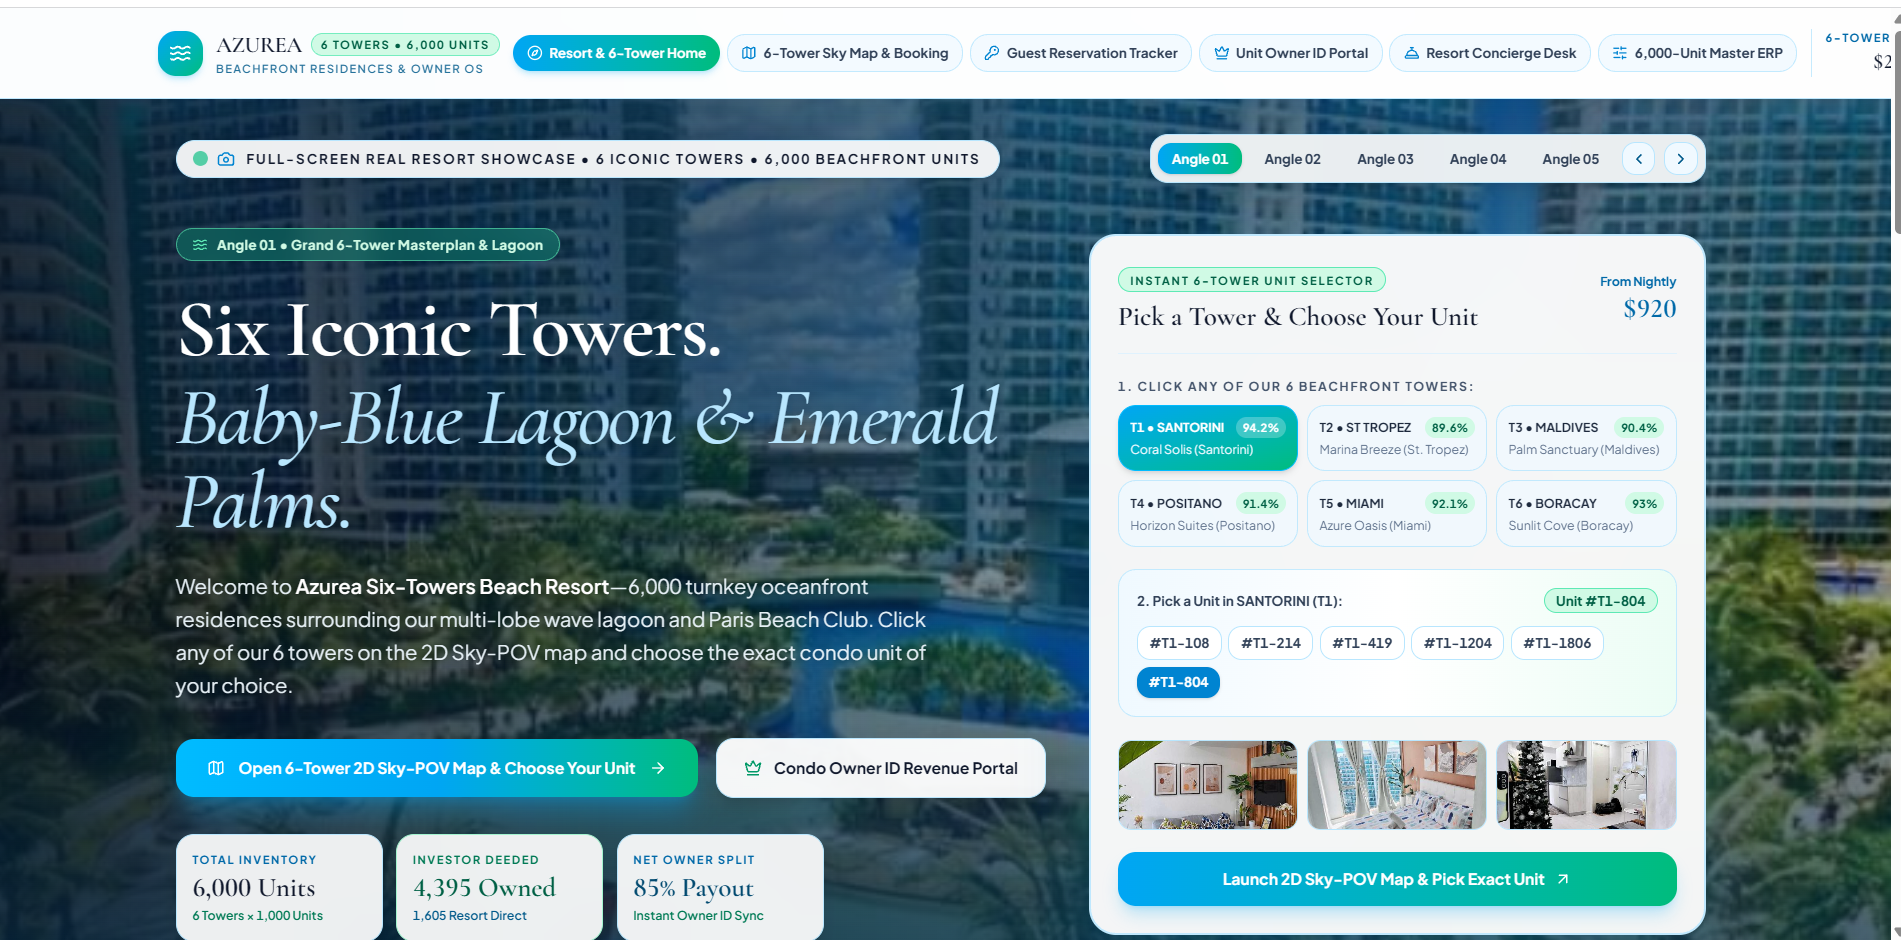 AZUREA
6 TOWERS • 6,000 UNITS
BEACHFRONT RESIDENCES & OWNER OS
Resort & 6-Tower Home
6-Tower Sky Map & Booking
Guest Reservation Tracker
Unit Owner ID Portal
Resort Concierge Desk
6,000-Unit Master ERP
6-TOWER
$2
FULL-SCREEN REAL RESORT SHOWCASE • 6 ICONIC TOWERS • 6,000 BEACHFRONT UNITS
Angle 01
Angle 02
Angle 03
Angle 04
Angle 05
Angle 01 • Grand 6-Tower Masterplan & Lagoon
Six Iconic Towers.
Baby-Blue Lagoon & Emerald
Palms.
Welcome to Azurea Six-Towers Beach Resort—6,000 turnkey oceanfront
residences surrounding our multi-lobe wave lagoon and Paris Beach Club. Click
any of our 6 towers on the 2D Sky-POV map and choose the exact condo unit of
your choice.
Open 6-Tower 2D Sky-POV Map & Choose Your Unit
Condo Owner ID Revenue Portal
TOTAL INVENTORY
6,000 Units
6 Towers × 1,000 Units
INVESTOR DEEDED
4,395 Owned
1,605 Resort Direct
NET OWNER SPLIT
85% Payout
Instant Owner ID Sync
INSTANT 6-TOWER UNIT SELECTOR
Pick a Tower & Choose Your Unit
From Nightly
$920
1. CLICK ANY OF OUR 6 BEACHFRONT TOWERS:
T1 • SANTORINI 94.2%
Coral Solis (Santorini)
T2 • ST TROPEZ 89.6%
Marina Breeze (St. Tropez)
T3 • MALDIVES 90.4%
Palm Sanctuary (Maldives)
T4 • POSITANO 91.4%
Horizon Suites (Positano)
T5 • MIAMI 92.1%
Azure Oasis (Miami)
T6 • BORACAY 93%
Sunlit Cove (Boracay)
2. Pick a Unit in SANTORINI (T1):
Unit #T1-804
#T1-108
#T1-214
#T1-419
#T1-1204
#T1-1806
#T1-804
Launch 2D Sky-POV Map & Pick Exact Unit